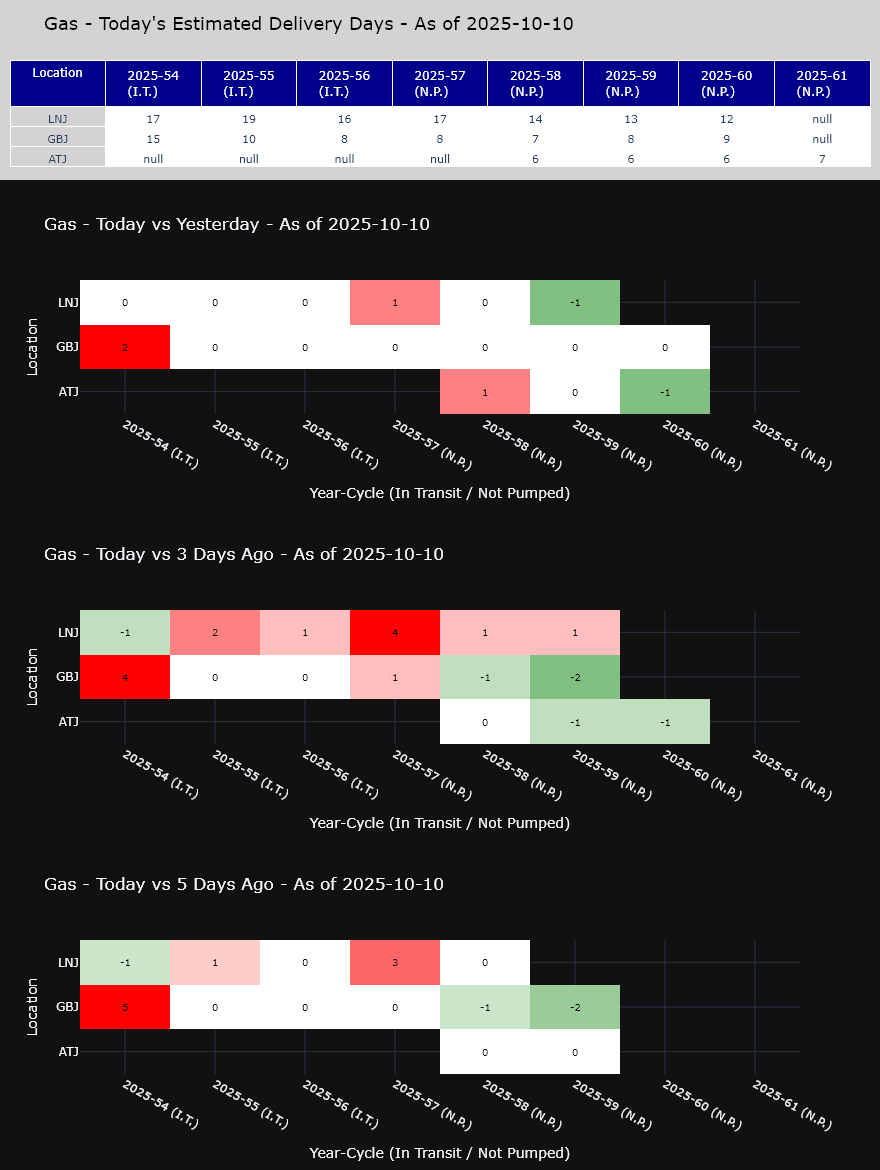 Gas - Today's Estimated Delivery Days - As of 2025-10-10
Location 2025-54 (I.T.) 2025-55 (I.T.) 2025-56 (I.T.) 2025-57 (N.P.) 2025-58 (N.P.) 2025-59 (N.P.) 2025-60 (N.P.) 2025-61 (N.P.)
LNJ 17 19 16 17 14 13 12 null
GBJ 15 10 8 8 7 8 9 null
ATJ null null null null 6 6 6 7
Gas - Today vs Yesterday - As of 2025-10-10
Location
LNJ 0 0 0 1 0 -1
GBJ 2 0 0 0 0 0 0
ATJ 1 0 -1
2025-54 (I.T.) 2025-55 (I.T.) 2025-56 (I.T.) 2025-57 (N.P.) 2025-58 (N.P.) 2025-59 (N.P.) 2025-60 (N.P.) 2025-61 (N.P.)
Year-Cycle (In Transit / Not Pumped)
Gas - Today vs 3 Days Ago - As of 2025-10-10
Location
LNJ -1 2 1 4 1 1
GBJ 4 0 0 1 -1 -2
ATJ 0 -1 -1
2025-54 (I.T.) 2025-55 (I.T.) 2025-56 (I.T.) 2025-57 (N.P.) 2025-58 (N.P.) 2025-59 (N.P.) 2025-60 (N.P.) 2025-61 (N.P.)
Year-Cycle (In Transit / Not Pumped)
Gas - Today vs 5 Days Ago - As of 2025-10-10
Location
LNJ -1 1 0 3 0
GBJ 5 0 0 0 -1 -2
ATJ 0 0
2025-54 (I.T.) 2025-55 (I.T.) 2025-56 (I.T.) 2025-57 (N.P.) 2025-58 (N.P.) 2025-59 (N.P.) 2025-60 (N.P.) 2025-61 (N.P.)
Year-Cycle (In Transit / Not Pumped)